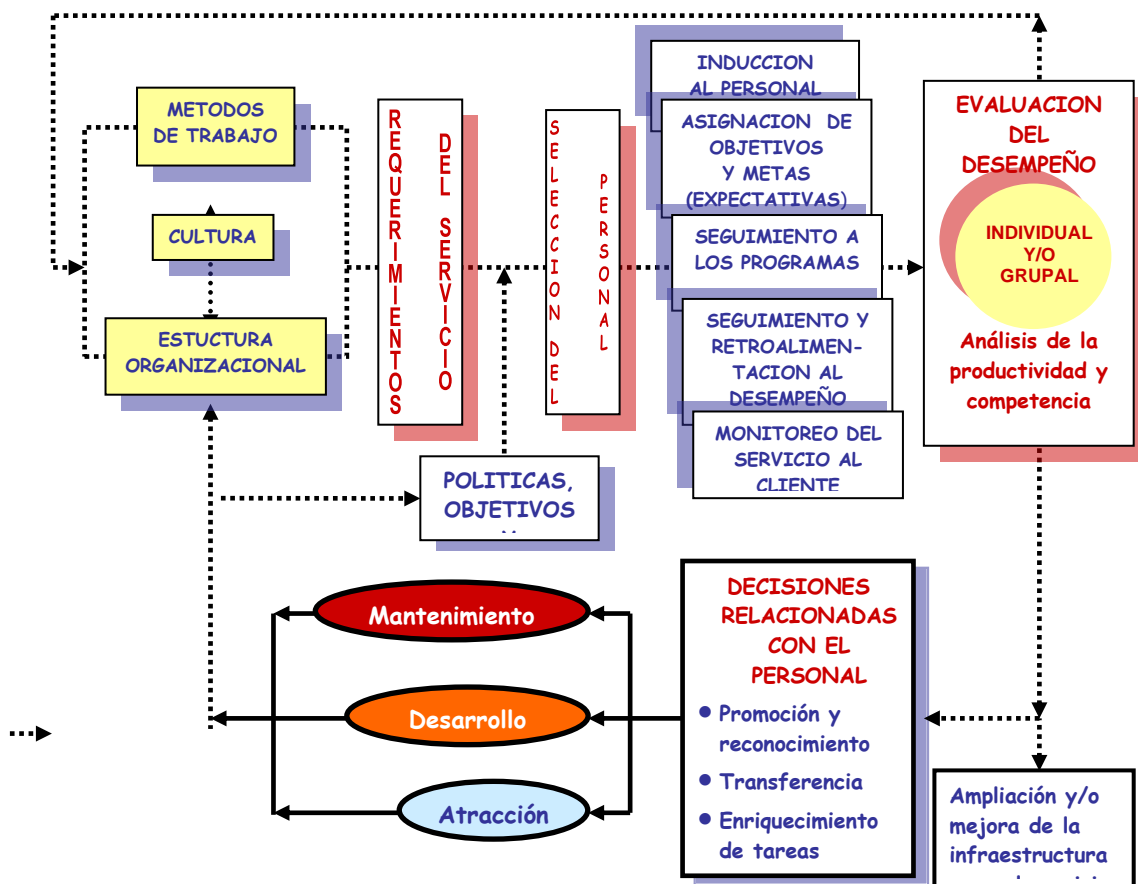 METODOS
DE TRABAJO
CULTURA
ESTUCTURA
ORGANIZACIONAL
REQUERIMIENTOS
DEL SERVICIO
SELECCION DEL
PERSONAL
INDUCCION
AL PERSONAL
ASIGNACION DE
OBJETIVOS
Y METAS
(EXPECTATIVAS)
SEGUIMIENTO A
LOS PROGRAMAS
SEGUIMIENTO Y
RETROALIMEN-
TACION AL
DESEMPEÑO
MONITOREO DEL
SERVICIO AL
CLIENTE
EVALUACION
DEL
DESEMPEÑO
INDIVIDUAL
Y/O
GRUPAL
Análisis de la
productividad y
competencia
POLITICAS,
OBJETIVOS
Mantenimiento
Desarrollo
Atracción
DECISIONES
RELACIONADAS
CON EL
PERSONAL
• Promoción y
reconocimiento
• Transferencia
• Enriquecimiento
de tareas
Ampliación y/o
mejora de la
infraestructura